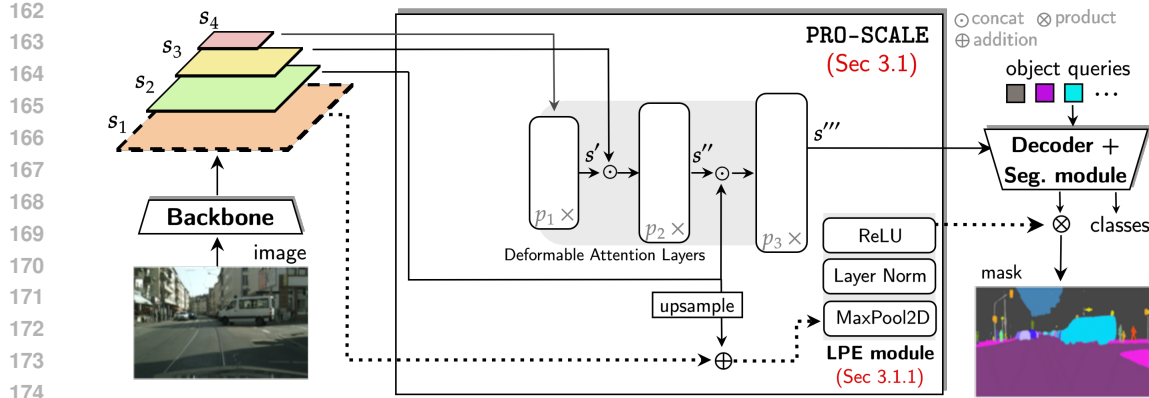 162
163
164
165
166
167
168
169
170
171
172
173
174
s4
s3
s2
s1
Backbone
image
PRO-SCALE
(Sec 3.1)
⊙ concat ⊗ product
⊕ addition
s′
⊙
s″
⊙
s‴
p1 ×
p2 ×
p3 ×
Deformable Attention Layers
upsample
⊕
ReLU
Layer Norm
MaxPool2D
LPE module
(Sec 3.1.1)
object queries
...
Decoder +
Seg. module
⊗
classes
mask